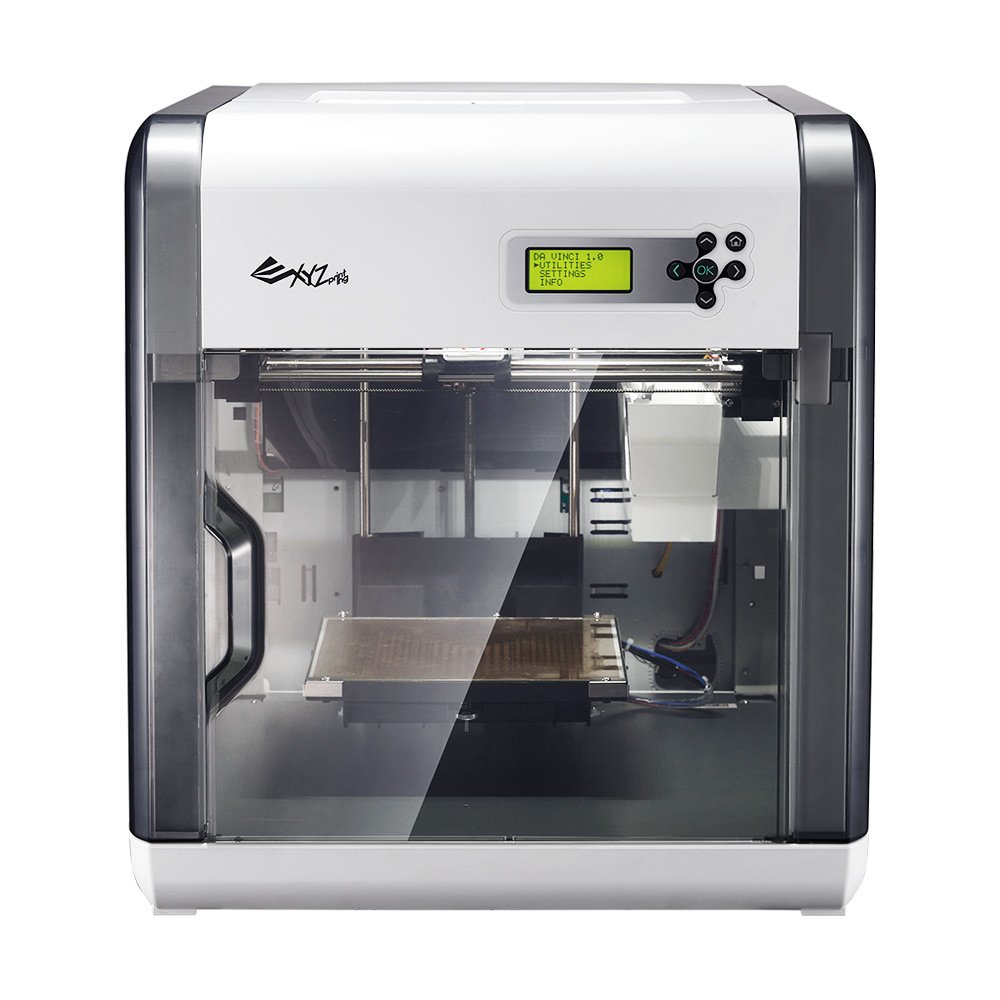 XYZprinting
DA VINCI 1.0
▸UTILITIES
SETTINGS
INFO
OK